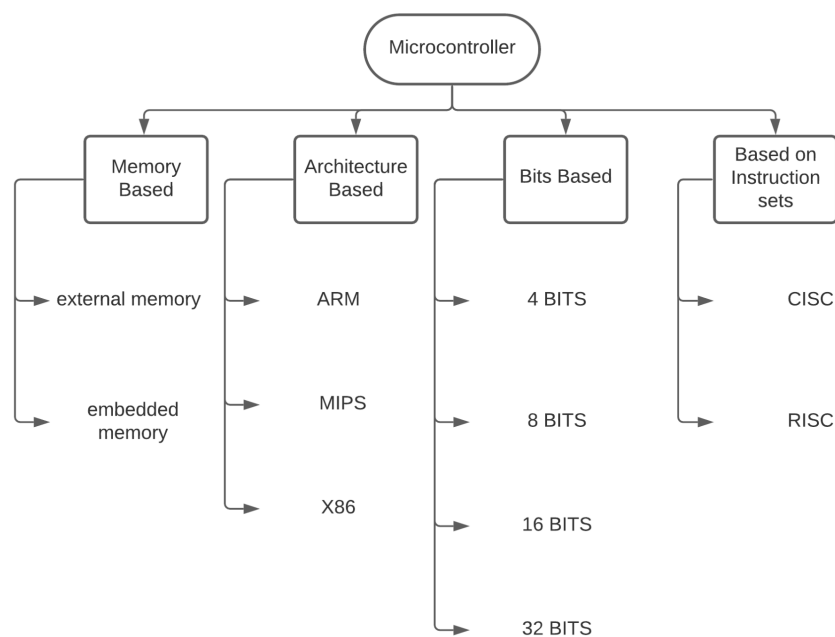 Microcontroller
Memory
Based
Architecture
Based
Bits Based
Based on
Instruction
sets
external memory
ARM
4 BITS
CISC
embedded
memory
MIPS
8 BITS
RISC
X86
16 BITS
32 BITS